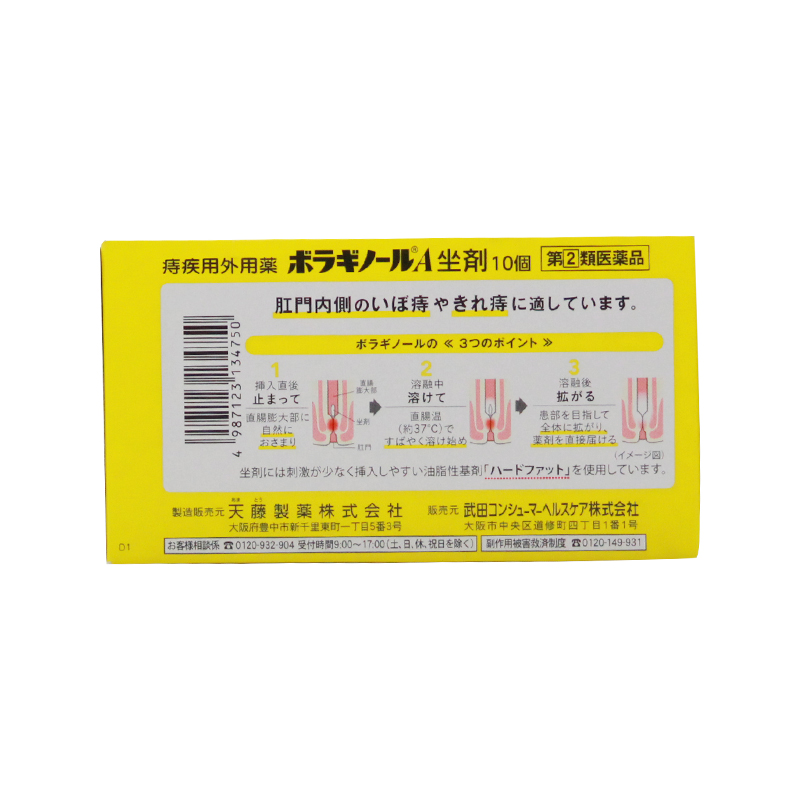 痔疾用外用薬 ボラギノール®A 坐剤 10個 指②類医薬品
肛門内側のいぼ痔やきれ痔に適しています。
ボラギノールの ≪ 3つのポイント ≫
1
挿入直後
止まって
直腸膨大部に
自然に
おさまり
直腸
膨大部
坐剤
肛門
2
溶融中
溶けて
直腸温
(約37℃)で
すばやく溶け始め
3
溶融後
拡がる
患部を目指して
全体に拡がり、
薬剤を直接届ける
(イメージ図)
坐剤には刺激が少なく挿入しやすい油脂性基剤「ハードファット」を使用しています。
4 987123 134750
製造販売元 天藤製薬株式会社
あま とう
大阪府豊中市新千里東町一丁目5番3号
販売元 武田コンシューマーヘルスケア株式会社
大阪市中央区道修町四丁目1番1号
D1
お客様相談係 ☎0120-932-904 受付時間9:00~17:00(土、日、休、祝日を除く)
副作用被害救済制度 ☎0120-149-931